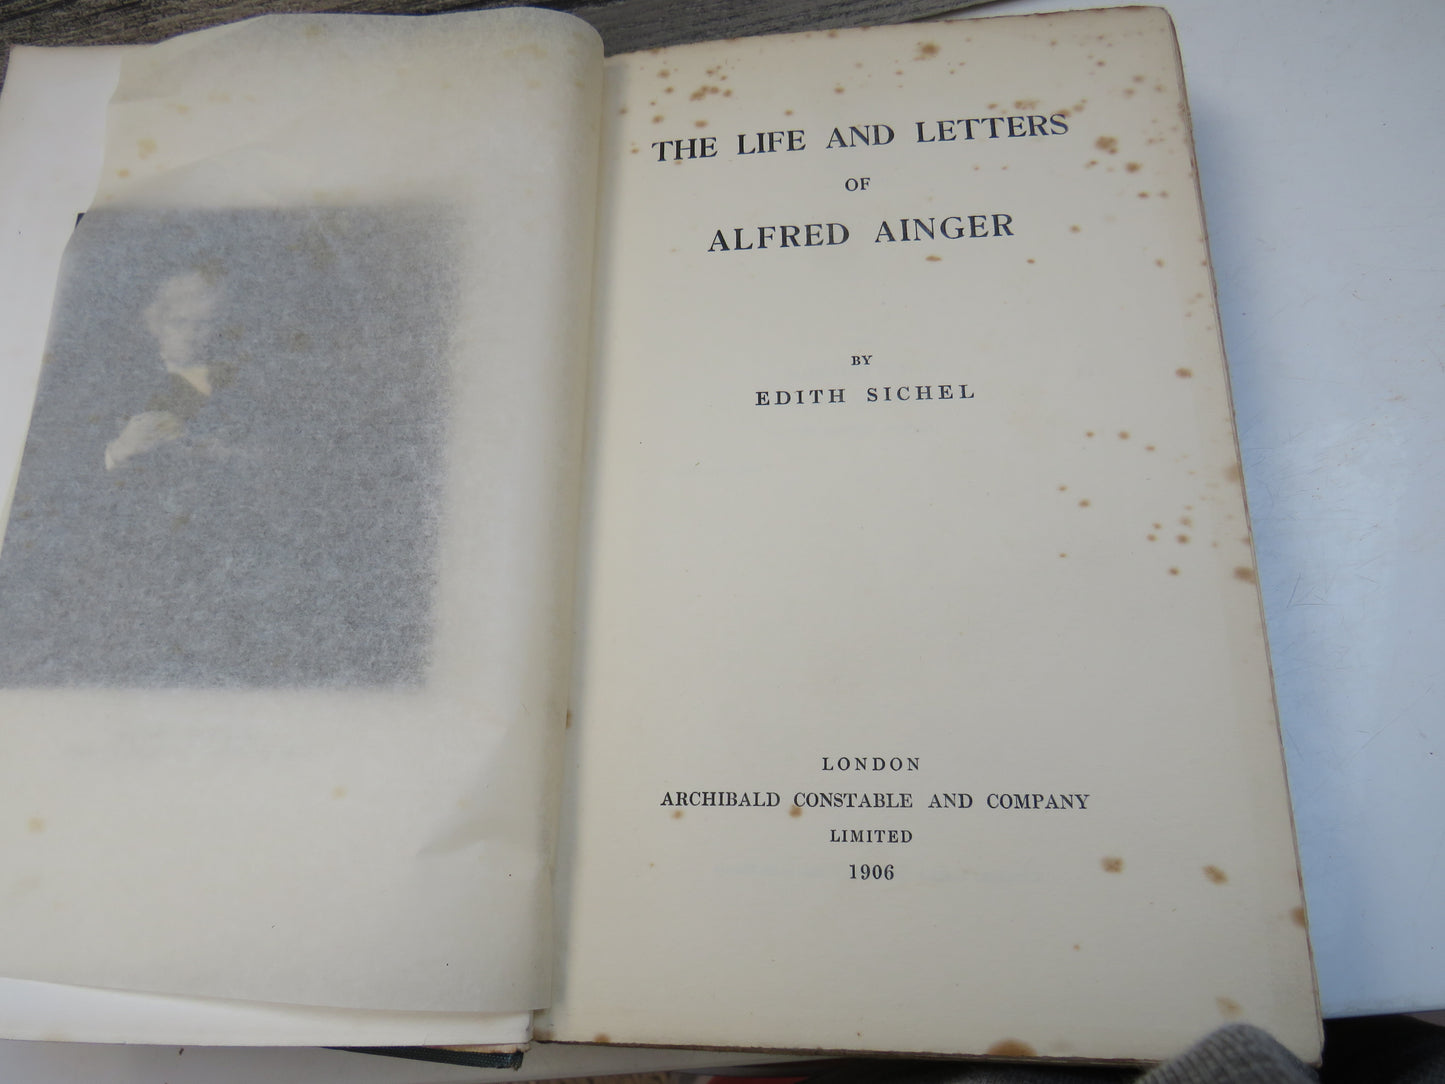 THE LIFE AND LETTERS
OF
ALFRED AINGER
BY
EDITH SICHEL
LONDON
ARCHIBALD CONSTABLE AND COMPANY
LIMITED
1906